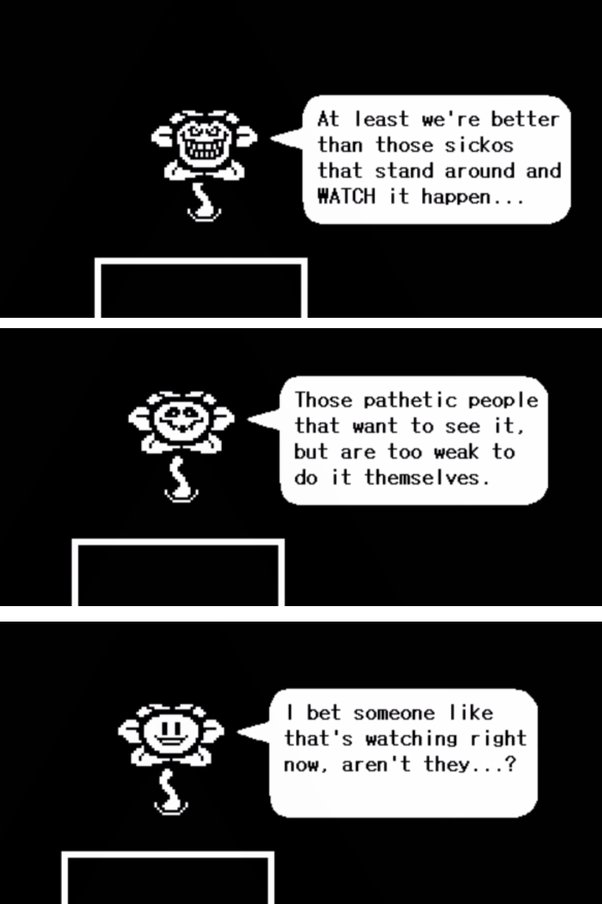 At least we're better
than those sickos
that stand around and
WATCH it happen...
Those pathetic people
that want to see it,
but are too weak to
do it themselves.
I bet someone like
that's watching right
now, aren't they...?